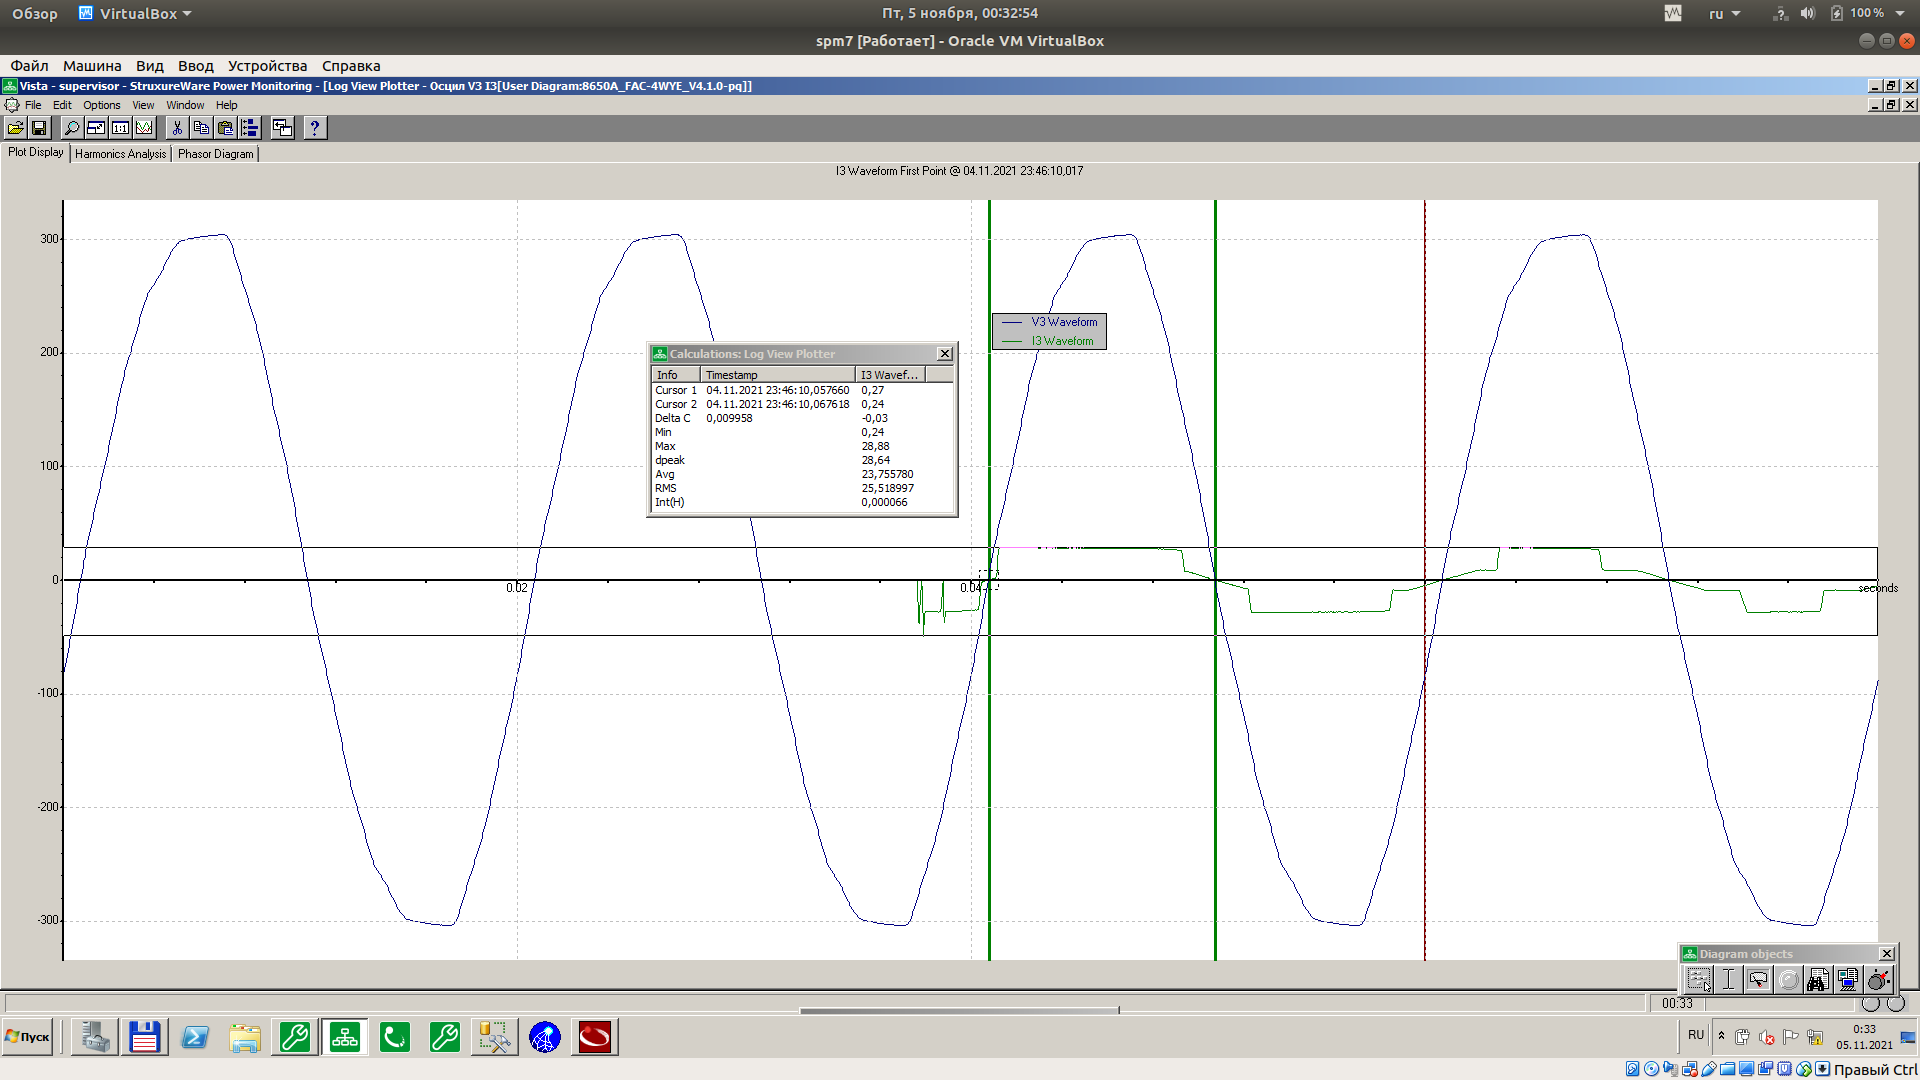 Обзор VirtualBox Пт, 5 ноября, 00:32:54 ru 100 %
spm7 [Работает] - Oracle VM VirtualBox
Файл Машина Вид Ввод Устройства Справка
Vista - supervisor - StruxureWare Power Monitoring - [Log View Plotter - Осцил V3 I3[User Diagram:8650A_FAC-4WYE_V4.1.0-pq]]
File Edit Options View Window Help
1:1 ?
Plot Display Harmonics Analysis Phasor Diagram
I3 Waveform First Point @ 04.11.2021 23:46:10,017
300
200
100
0
-100
-200
-300
0.02
0.04
seconds
V3 Waveform
I3 Waveform
Calculations: Log View Plotter
Info Timestamp I3 Wavef...
Cursor 1 04.11.2021 23:46:10,057660 0,27
Cursor 2 04.11.2021 23:46:10,067618 0,24
Delta C 0,009958 -0,03
Min 0,24
Max 28,88
dpeak 28,64
Avg 23,755780
RMS 25,518997
Int(H) 0,000066
Diagram objects
00:33
Пуск RU 0:33
05.11.2021
Правый Ctrl